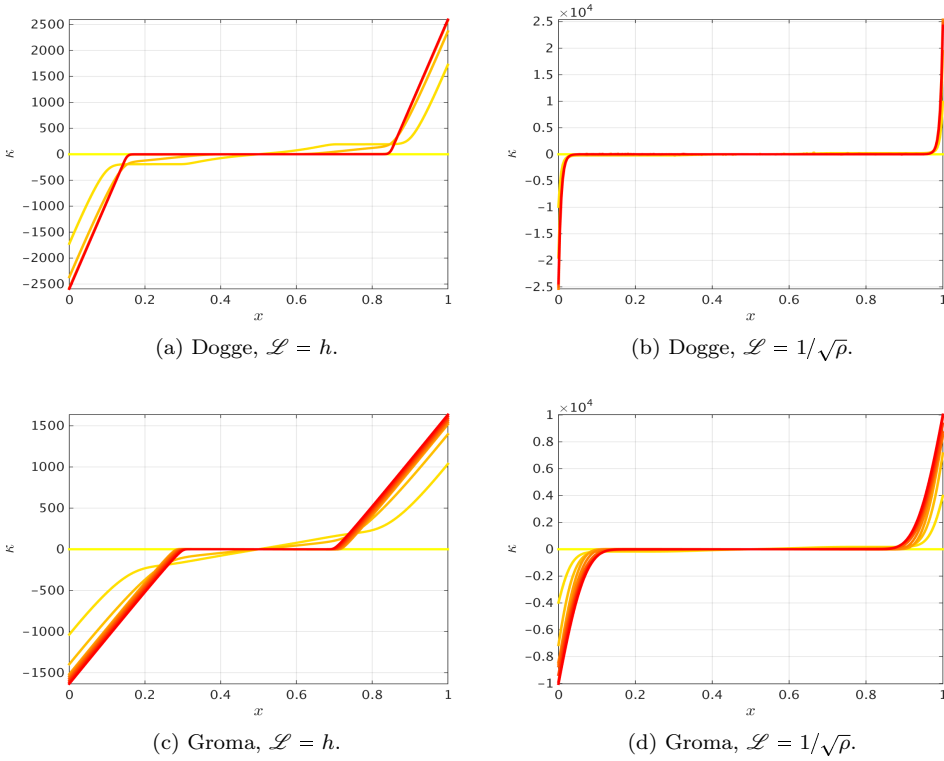 ×10⁴
2500
2000
1500
1000
500
0
−500
−1000
−1500
−2000
−2500
κ
0 0.2 0.4 0.6 0.8 1
x
2.5
2
1.5
1
0.5
0
−0.5
−1
−1.5
−2
−2.5
κ
0 0.2 0.4 0.6 0.8 1
x
(a) Dogge, ℒ = h.
(b) Dogge, ℒ = 1/√ρ.
1500
1000
500
0
−500
−1000
−1500
κ
0 0.2 0.4 0.6 0.8 1
x
×10⁴
1
0.8
0.6
0.4
0.2
0
−0.2
−0.4
−0.6
−0.8
−1
κ
0 0.2 0.4 0.6 0.8 1
x
(c) Groma, ℒ = h.
(d) Groma, ℒ = 1/√ρ.